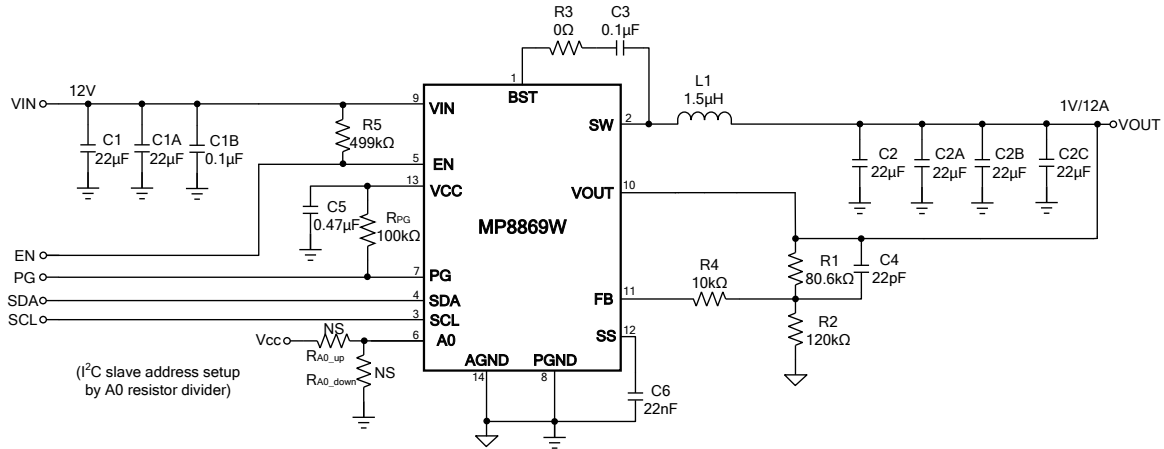 R3
0Ω
C3
0.1µF
1
BST
VIN
12V
9
VIN
C1
22µF
C1A
22µF
C1B
0.1µF
R5
499kΩ
5
EN
13
VCC
C5
0.47µF
RPG
100kΩ
MP8869W
SW
2
L1
1.5µH
1V/12A
VOUT
C2
22µF
C2A
22µF
C2B
22µF
C2C
22µF
VOUT
10
R1
80.6kΩ
C4
22pF
R4
10kΩ
FB
11
R2
120kΩ
SS
12
C6
22nF
EN
PG
7
PG
SDA
4
SDA
SCL
3
SCL
Vcc
NS
6
A0
RA0_up
RA0_down
NS
(I²C slave address setup
by A0 resistor divider)
AGND
14
PGND
8